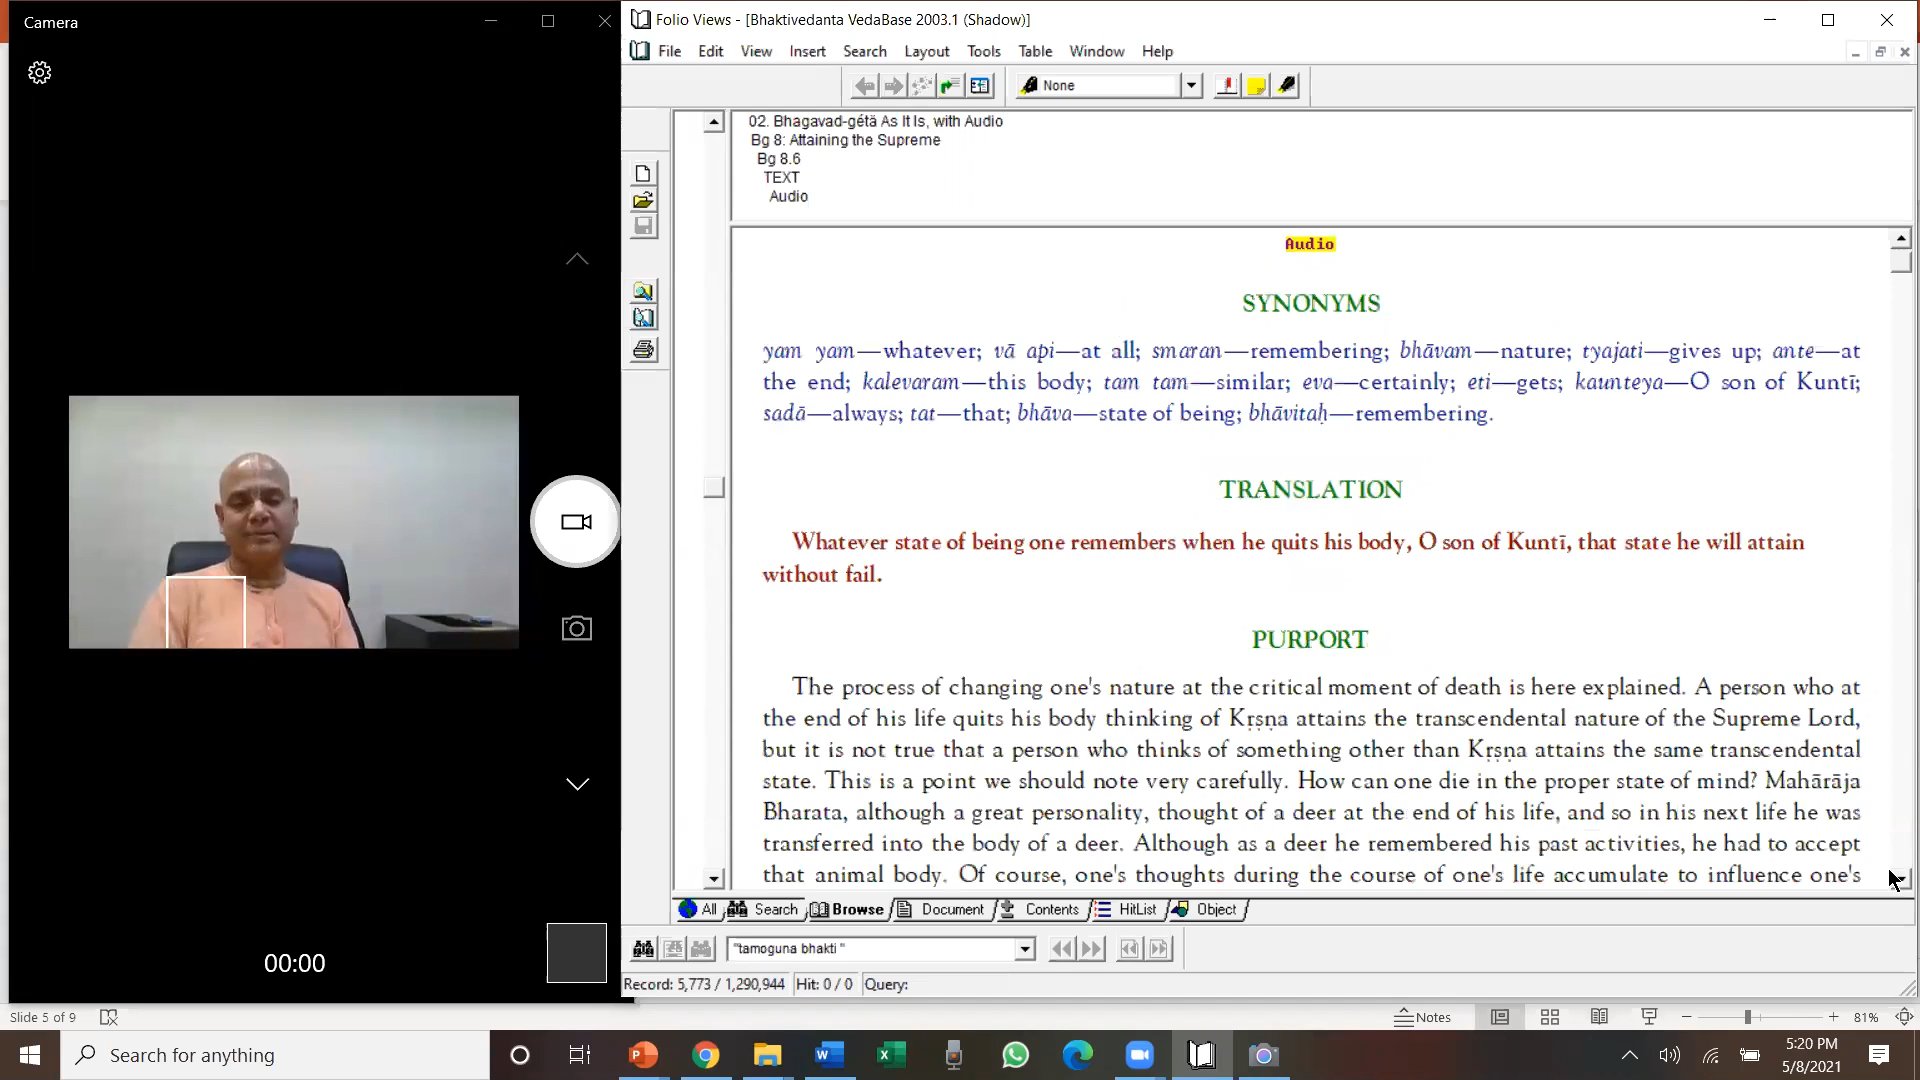 Camera
Folio Views - [Bhaktivedanta VedaBase 2003.1 (Shadow)]
File Edit View Insert Search Layout Tools Table Window Help
None
02. Bhagavad-gétä As It Is, with Audio
Bg 8: Attaining the Supreme
Bg 8.6
TEXT
Audio
Audio
SYNONYMS
yam yam—whatever; vā api—at all; smaran—remembering; bhāvam—nature; tyajati—gives up; ante—at
the end; kalevaram—this body; tam tam—similar; eva—certainly; eti—gets; kaunteya—O son of Kuntī;
sadā—always; tat—that; bhāva—state of being; bhāvitaḥ—remembering.
TRANSLATION
Whatever state of being one remembers when he quits his body, O son of Kuntī, that state he will attain
without fail.
PURPORT
The process of changing one's nature at the critical moment of death is here explained. A person who at
the end of his life quits his body thinking of Kṛṣṇa attains the transcendental nature of the Supreme Lord,
but it is not true that a person who thinks of something other than Kṛṣṇa attains the same transcendental
state. This is a point we should note very carefully. How can one die in the proper state of mind? Mahārāja
Bharata, although a great personality, thought of a deer at the end of his life, and so in his next life he was
transferred into the body of a deer. Although as a deer he remembered his past activities, he had to accept
that animal body. Of course, one's thoughts during the course of one's life accumulate to influence one's
All Search Browse Document Contents HitList Object
"tamoguna bhakti "
00:00
Record: 5,773 / 1,290,944 Hit: 0 / 0 Query:
Slide 5 of 9
Notes
81%
Search for anything
5:20 PM
5/8/2021